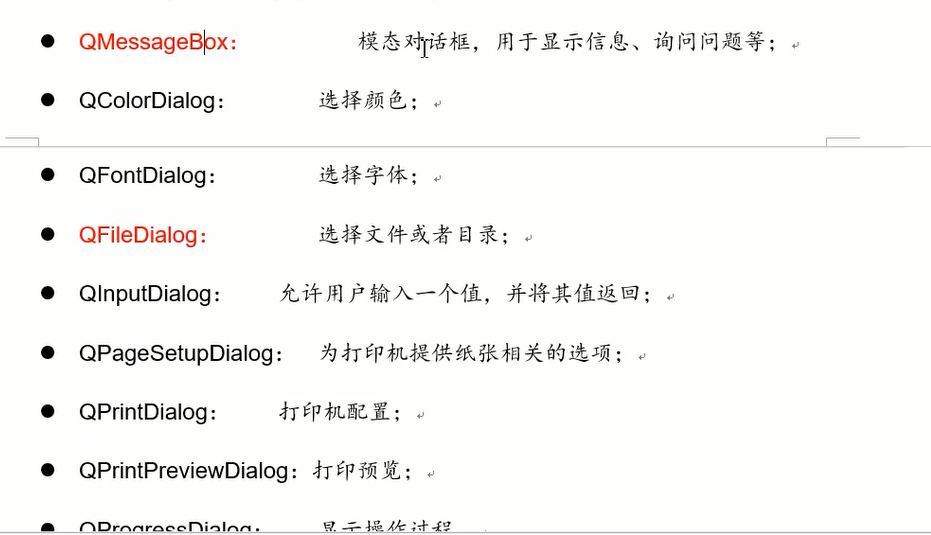 ● QMessageBox： 模态对话框，用于显示信息、询问问题等；
● QColorDialog： 选择颜色；
● QFontDialog： 选择字体；
● QFileDialog： 选择文件或者目录；
● QInputDialog： 允许用户输入一个值，并将其值返回；
● QPageSetupDialog： 为打印机提供纸张相关的选项；
● QPrintDialog： 打印机配置；
● QPrintPreviewDialog：打印预览；
● QProgressDialog： 显示操作过程